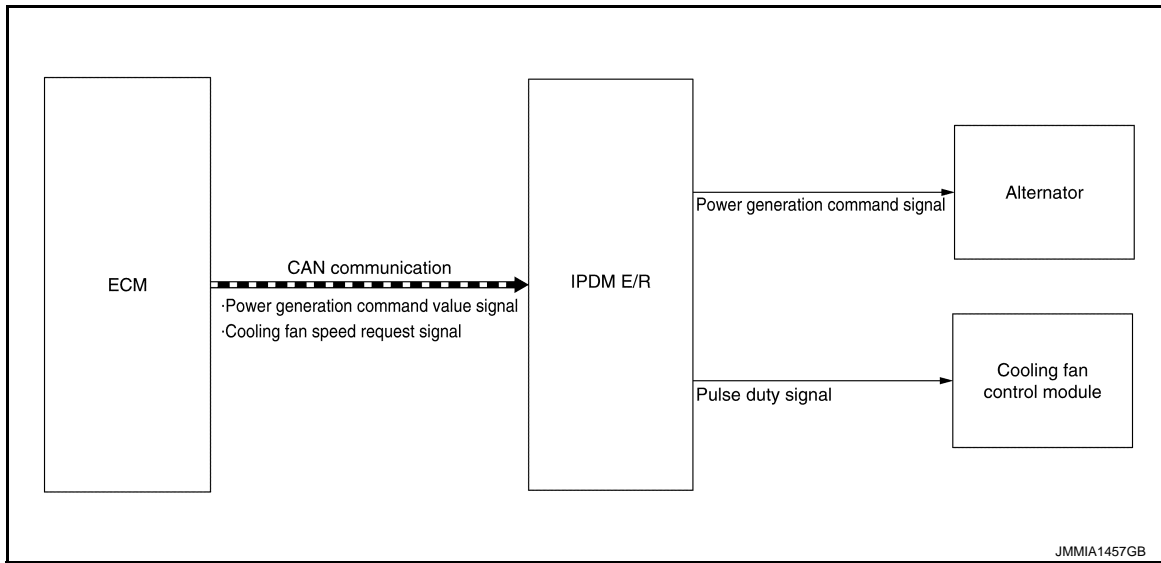 ECM
CAN communication
·Power generation command value signal
·Cooling fan speed request signal
IPDM E/R
Power generation command signal
Alternator
Pulse duty signal
Cooling fan
control module
JMMIA1457GB